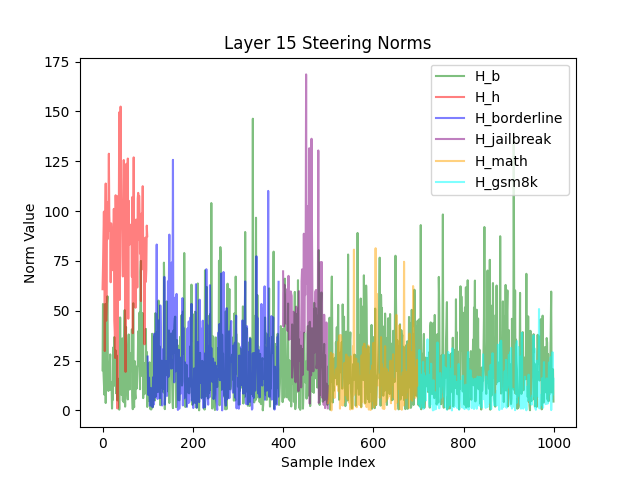 Layer 15 Steering Norms
Norm Value
175
150
125
100
75
50
25
0
0
200
400
600
800
1000
Sample Index
H_b
H_h
H_borderline
H_jailbreak
H_math
H_gsm8k